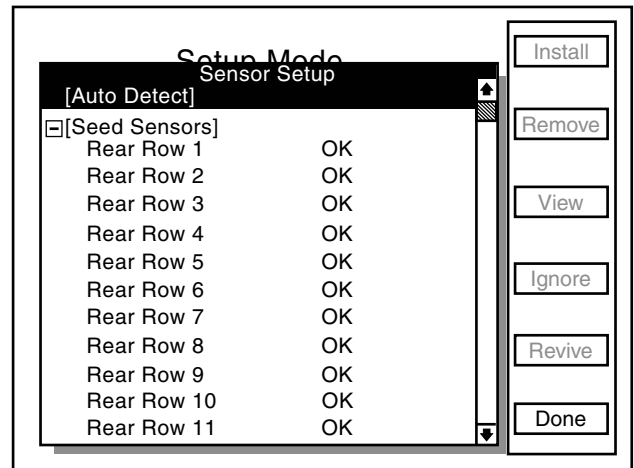 Setup Mode
Sensor Setup
[Auto Detect]
[Seed Sensors]
Rear Row 1 OK
Rear Row 2 OK
Rear Row 3 OK
Rear Row 4 OK
Rear Row 5 OK
Rear Row 6 OK
Rear Row 7 OK
Rear Row 8 OK
Rear Row 9 OK
Rear Row 10 OK
Rear Row 11 OK
Install
Remove
View
Ignore
Revive
Done